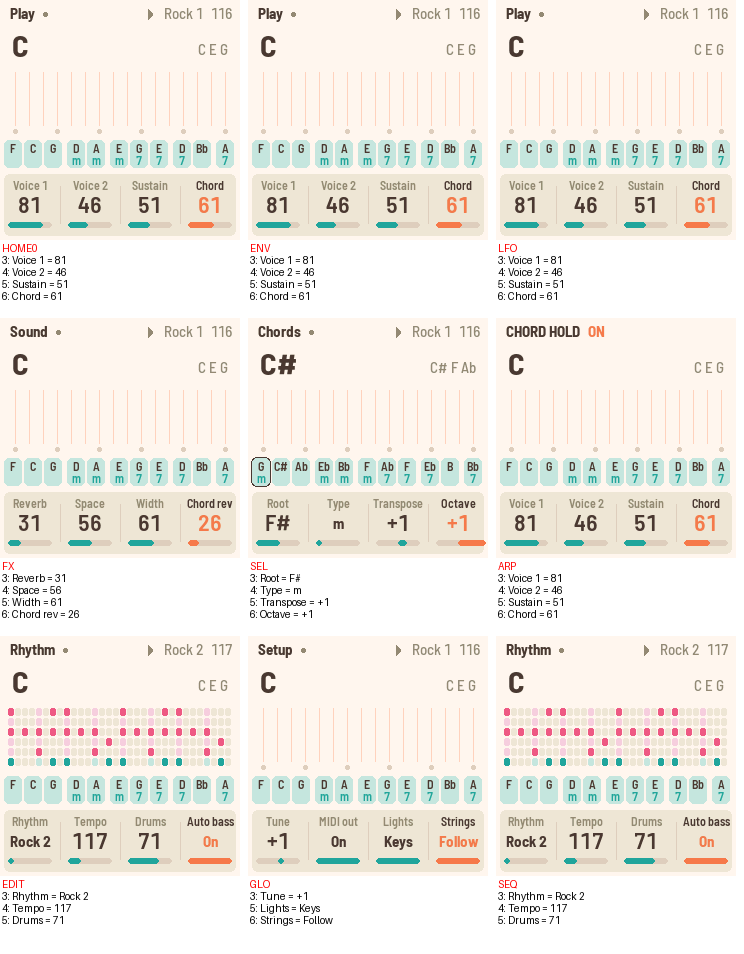 Play Rock 1 116
C C E G
F C G D m A m E m G 7 E 7 D 7 Bb A 7
Voice 1 Voice 2 Sustain Chord
81 46 51 61
HOME0
3: Voice 1 = 81
4: Voice 2 = 46
5: Sustain = 51
6: Chord = 61
Play Rock 1 116
C C E G
F C G D m A m E m G 7 E 7 D 7 Bb A 7
Voice 1 Voice 2 Sustain Chord
81 46 51 61
ENV
3: Voice 1 = 81
4: Voice 2 = 46
5: Sustain = 51
6: Chord = 61
Play Rock 1 116
C C E G
F C G D m A m E m G 7 E 7 D 7 Bb A 7
Voice 1 Voice 2 Sustain Chord
81 46 51 61
LFO
3: Voice 1 = 81
4: Voice 2 = 46
5: Sustain = 51
6: Chord = 61
Sound Rock 1 116
C C E G
F C G D m A m E m G 7 E 7 D 7 Bb A 7
Reverb Space Width Chord rev
31 56 61 26
FX
3: Reverb = 31
4: Space = 56
5: Width = 61
6: Chord rev = 26
Chords Rock 1 116
C# C# F Ab
G m C# Ab Eb m Bb m F m Ab 7 F 7 Eb 7 B Bb 7
Root Type Transpose Octave
F# m +1 +1
SEL
3: Root = F#
4: Type = m
5: Transpose = +1
6: Octave = +1
CHORD HOLD ON
C C E G
F C G D m A m E m G 7 E 7 D 7 Bb A 7
Voice 1 Voice 2 Sustain Chord
81 46 51 61
ARP
3: Voice 1 = 81
4: Voice 2 = 46
5: Sustain = 51
6: Chord = 61
Rhythm Rock 2 117
C C E G
F C G D m A m E m G 7 E 7 D 7 Bb A 7
Rhythm Tempo Drums Auto bass
Rock 2 117 71 On
EDIT
3: Rhythm = Rock 2
4: Tempo = 117
5: Drums = 71
Setup Rock 1 116
C C E G
F C G D m A m E m G 7 E 7 D 7 Bb A 7
Tune MIDI out Lights Strings
+1 On Keys Follow
GLO
3: Tune = +1
5: Lights = Keys
6: Strings = Follow
Rhythm Rock 2 117
C C E G
F C G D m A m E m G 7 E 7 D 7 Bb A 7
Rhythm Tempo Drums Auto bass
Rock 2 117 71 On
SEQ
3: Rhythm = Rock 2
4: Tempo = 117
5: Drums = 71